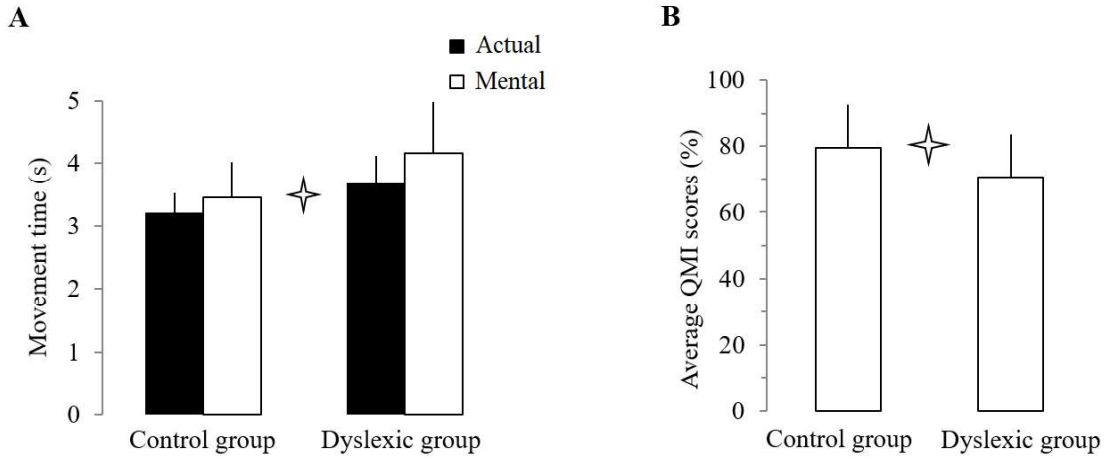 A
Actual
Mental
Movement time (s)
5
4
3
2
1
0
Control group
Dyslexic group
B
Average QMI scores (%)
100
80
60
40
20
0
Control group
Dyslexic group